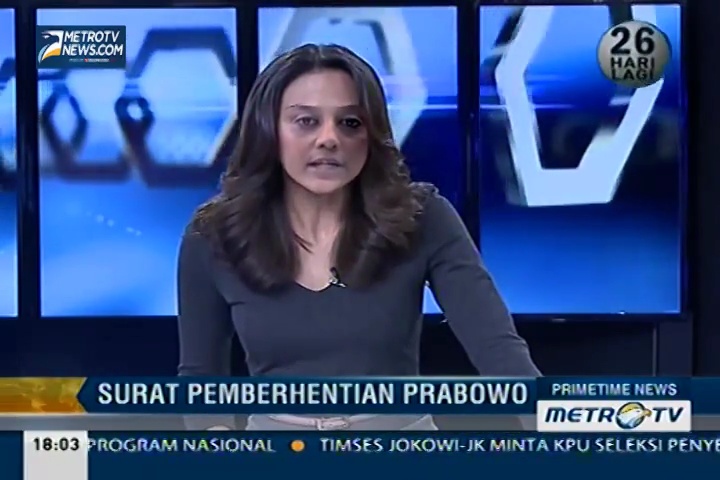 METROTV
NEWS.COM
26
HARI
LAGI
SURAT PEMBERHENTIAN PRABOWO
PRIMETIME NEWS
METRO TV
18:03 PROGRAM NASIONAL • TIMSES JOKOWI-JK MINTA KPU SELEKSI PENYE